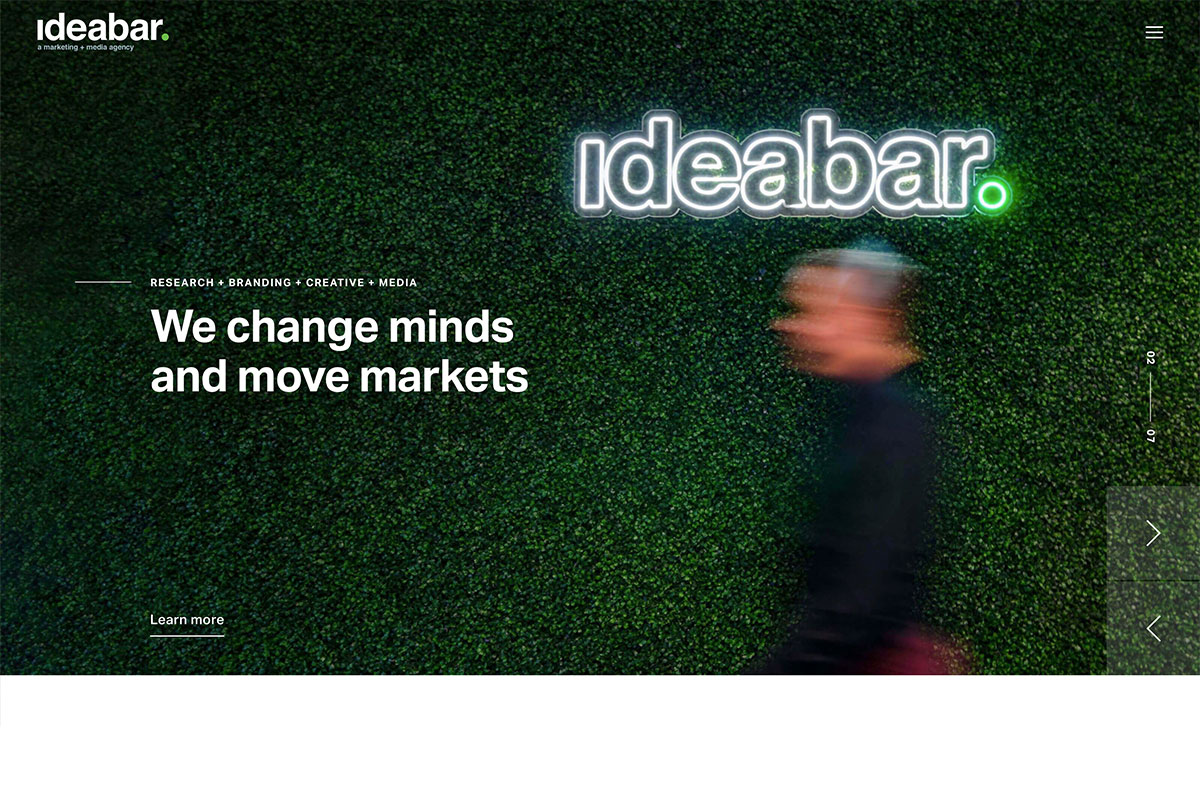 ideabar.
a marketing + media agency
ideabar.
RESEARCH + BRANDING + CREATIVE + MEDIA
We change minds
and move markets
02
07
Learn more